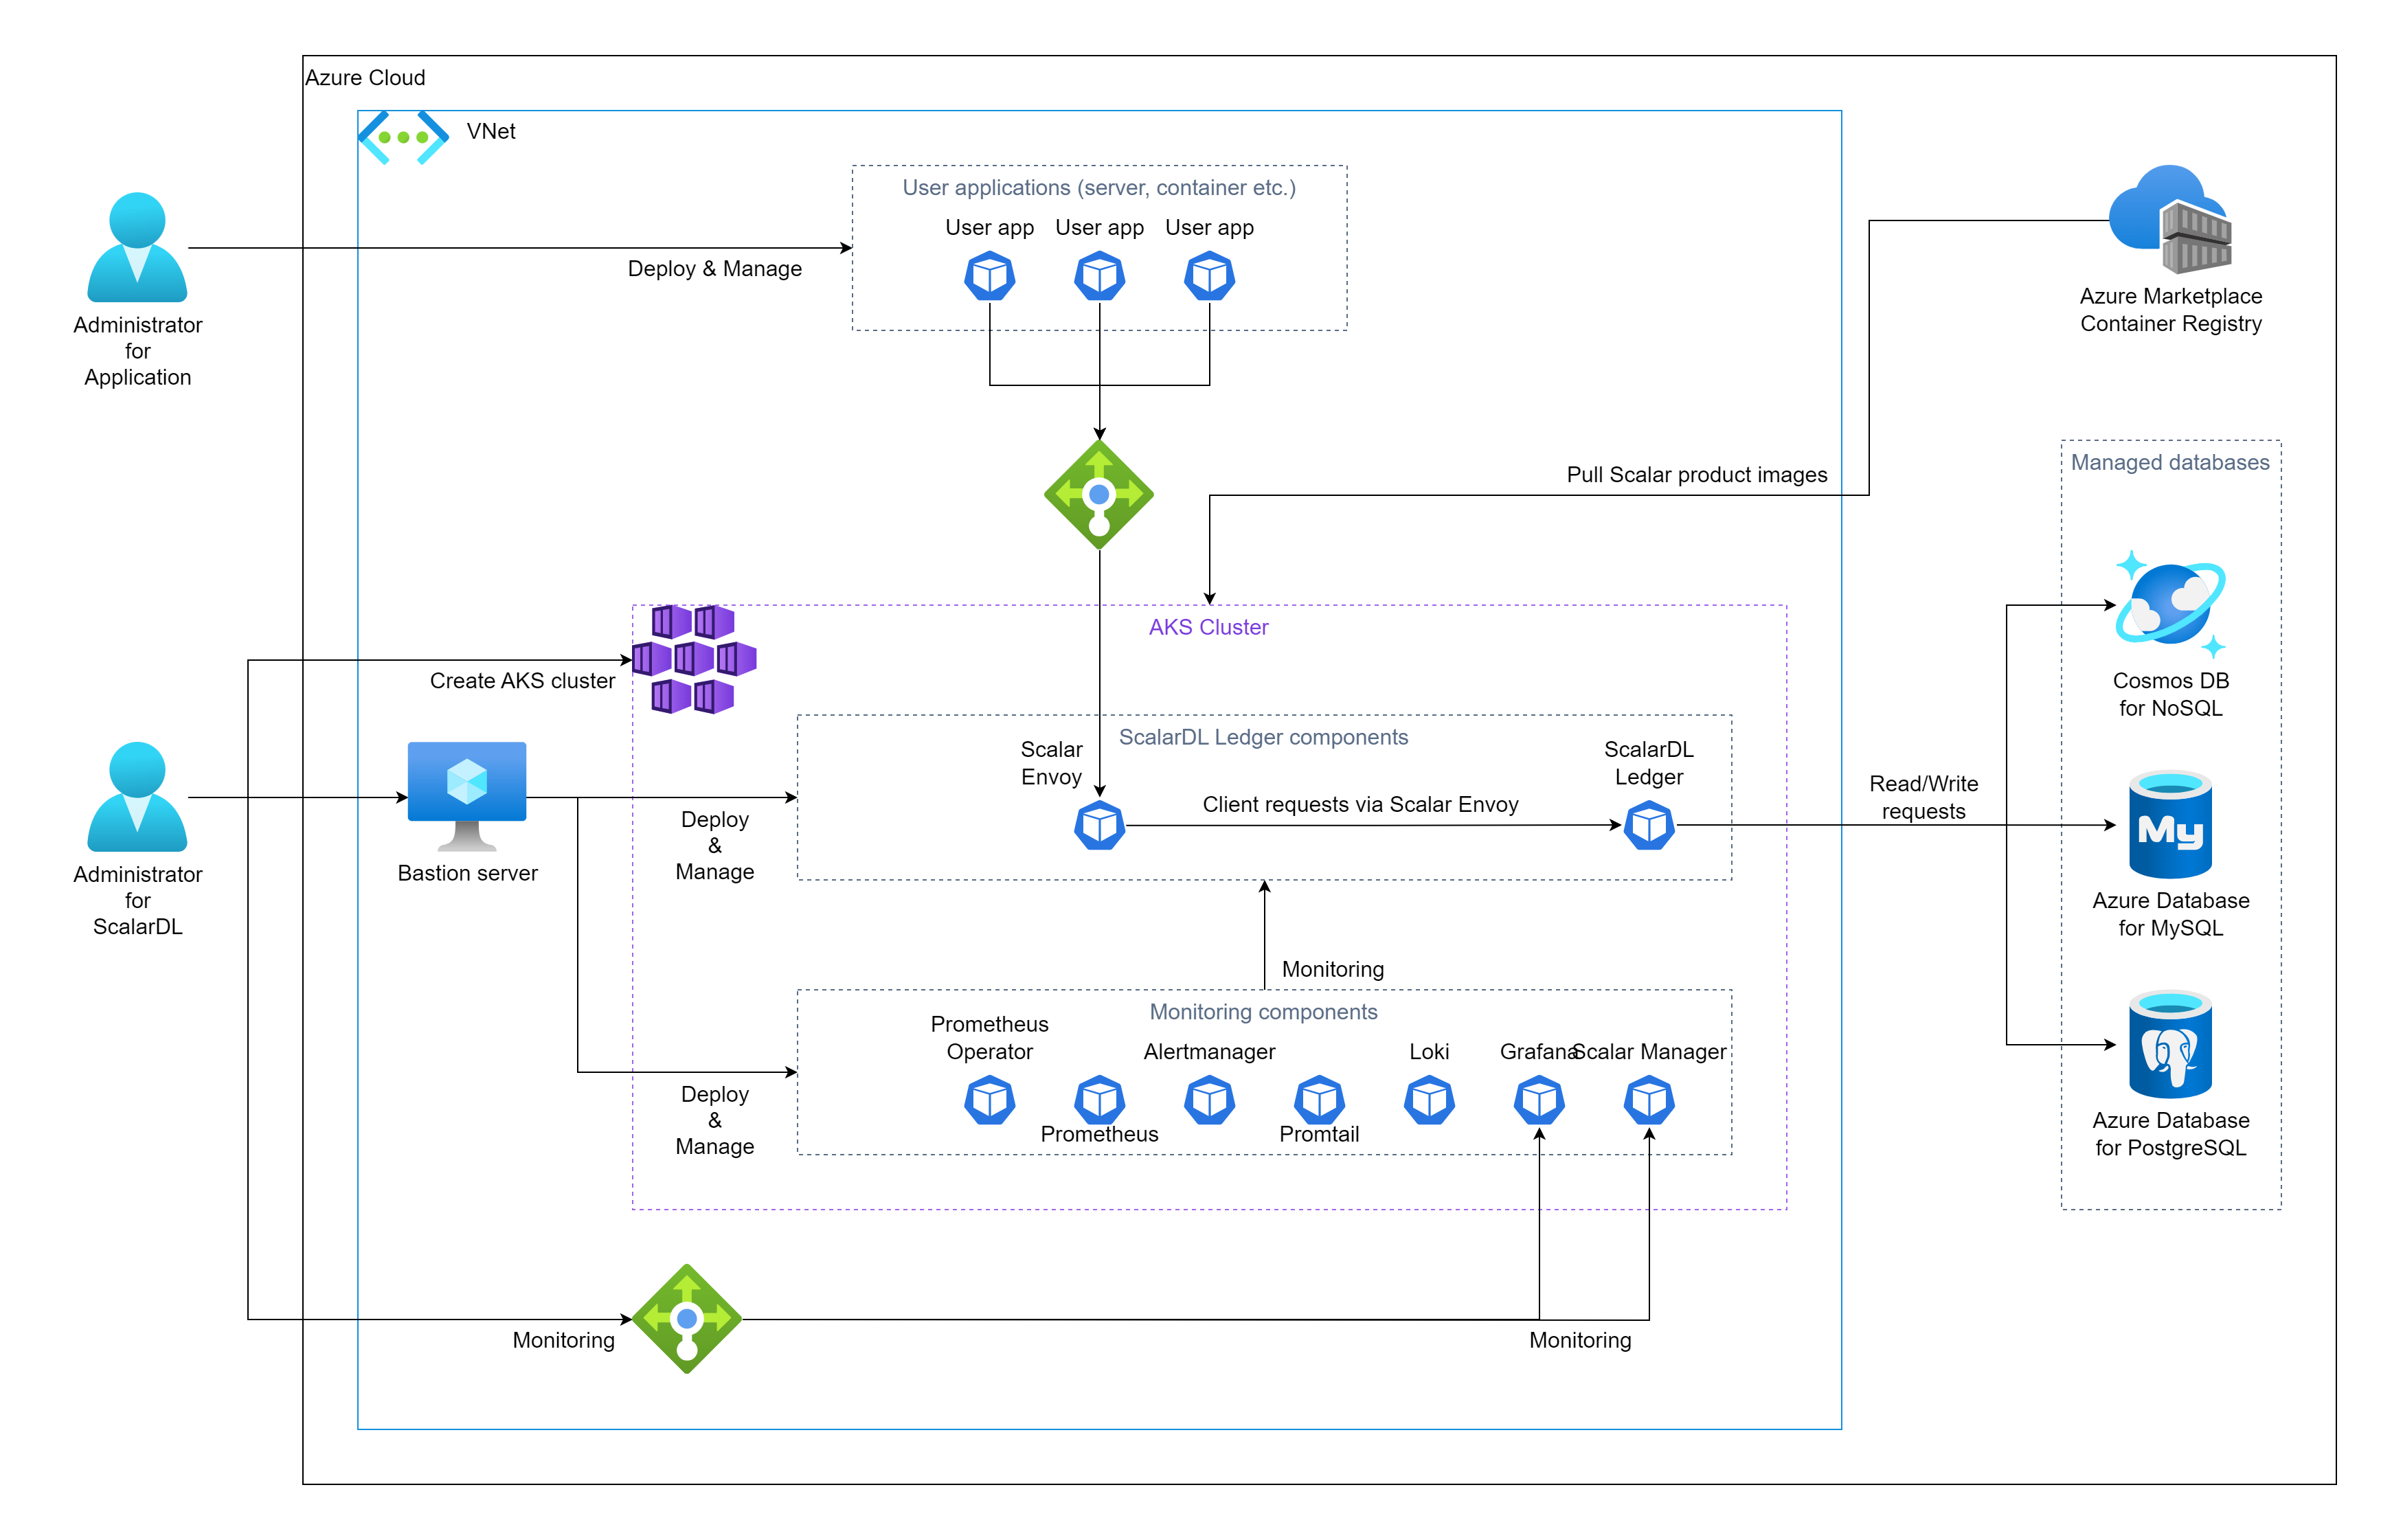 Azure Cloud
VNet
User applications (server, container etc.)
User app
User app
User app
Deploy & Manage
Administrator
for
Application
Azure Marketplace
Container Registry
Pull Scalar product images
Managed databases
AKS Cluster
Create AKS cluster
Cosmos DB
for NoSQL
ScalarDL Ledger components
Scalar
Envoy
ScalarDL
Ledger
Client requests via Scalar Envoy
Read/Write
requests
Deploy
&
Manage
Bastion server
Administrator
for
ScalarDL
Azure Database
for MySQL
Monitoring
Monitoring components
Prometheus
Operator
Alertmanager
Loki
Grafana
Scalar Manager
Prometheus
Promtail
Deploy
&
Manage
Azure Database
for PostgreSQL
Monitoring
Monitoring
My